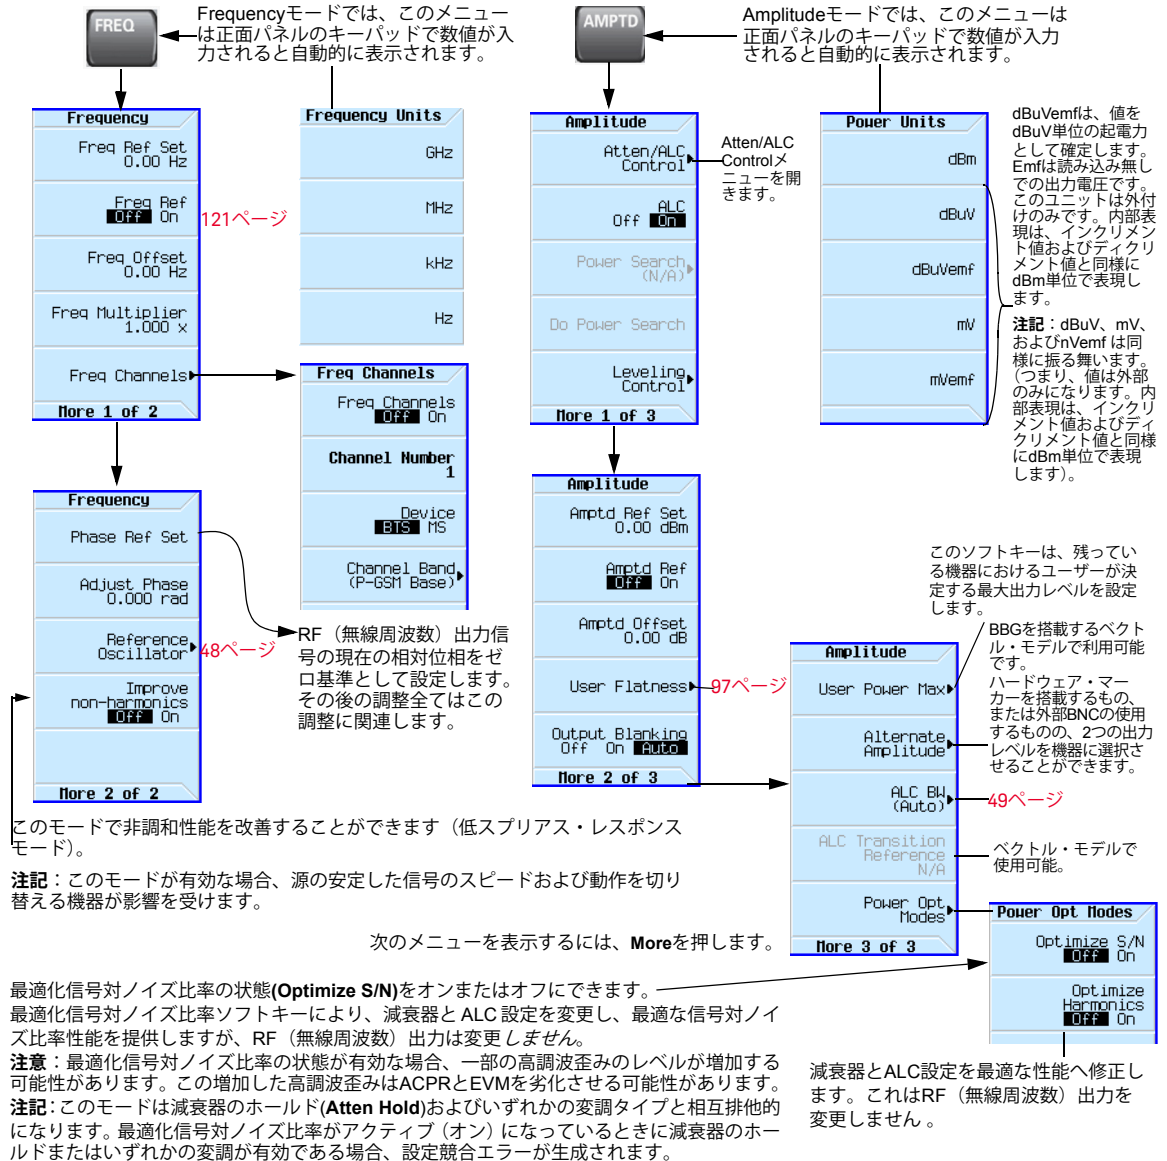 FREQ
Frequencyモードでは、このメニュー
は正面パネルのキーパッドで数値が入
力されると自動的に表示されます。
AMPTD
Amplitudeモードでは、このメニューは
正面パネルのキーパッドで数値が入力
されると自動的に表示されます。
Frequency
Freq Ref Set
0.00 Hz
Freq Ref
Off On
121ページ
Freq Offset
0.00 Hz
Freq Multiplier
1.000 x
Freq Channels
More 1 of 2
Frequency Units
GHz
MHz
kHz
Hz
Freq Channels
Freq Channels
Off On
Channel Number
1
Device
BTS MS
Channel Band
(P-GSM Base)
Amplitude
Atten/ALC
Control
ALC
Off On
Power Search
(N/A)
Do Power Search
Leveling
Control
More 1 of 3
Atten/ALC
Controlメ
ニューを開
きます。
Power Units
dBm
dBuV
dBuVemf
mV
mVemf
dBuVemfは、値を
dBuV単位の起電力
として確定します。
Emfは読み込み無し
での出力電圧です。
このユニットは外付
けのみです。内部表
現は、インクリメン
ト値およびディクリ
メント値と同様に
dBm単位で表現し
ます。
注記：dBuV、mV、
およびnVemf は同
様に振る舞います。
（つまり、値は外部
のみになります。内
部表現は、インクリ
メント値およびディ
クリメント値と同様
にdBm単位で表現
します）。
Frequency
Phase Ref Set
Adjust Phase
0.000 rad
Reference
Oscillator
48ページ
Improve
non-harmonics
Off On
More 2 of 2
RF（無線周波数）出力信
号の現在の相対位相をゼ
ロ基準として設定します。
その後の調整全てはこの
調整に関連します。
Amplitude
Amptd Ref Set
0.00 dBm
Amptd Ref
Off On
Amptd Offset
0.00 dB
User Flatness
97ページ
Output Blanking
Off On Auto
More 2 of 3
このソフトキーは、残ってい
る機器におけるユーザーが決
定する最大出力レベルを設定
します。
BBGを搭載するベクト
ル・モデルで利用可能
です。
ハードウェア・マー
カーを搭載するもの、
または外部BNCの使用
するものの、2つの出力
レベルを機器に選択さ
せることができます。
Amplitude
User Power Max
Alternate
Amplitude
ALC BW
(Auto)
49ページ
ALC Transition
Reference
N/A
ベクトル・モデルで
使用可能。
Power Opt
Modes
More 3 of 3
Power Opt Modes
Optimize S/N
Off On
Optimize
Harmonics
Off On
このモードで非調和性能を改善することができます（低スプリアス・レスポンス
モード）。
注記：このモードが有効な場合、源の安定した信号のスピードおよび動作を切り
替える機器が影響を受けます。
次のメニューを表示するには、Moreを押します。
最適化信号対ノイズ比率の状態(Optimize S/N)をオンまたはオフにできます。
最適化信号対ノイズ比率ソフトキーにより、減衰器と ALC 設定を変更し、最適な信号対ノイ
ズ比率性能を提供しますが、RF（無線周波数）出力は変更しません。
注意：最適化信号対ノイズ比率の状態が有効な場合、一部の高調波歪みのレベルが増加する
可能性があります。この増加した高調波歪みはACPRとEVMを劣化させる可能性があります。
注記：このモードは減衰器のホールド(Atten Hold)およびいずれかの変調タイプと相互排他的
になります。最適化信号対ノイズ比率がアクティブ（オン）になっているときに減衰器のホー
ルドまたはいずれかの変調が有効である場合、設定競合エラーが生成されます。
減衰器とALC設定を最適な性能へ修正し
ます。これはRF（無線周波数）出力を
変更しません 。